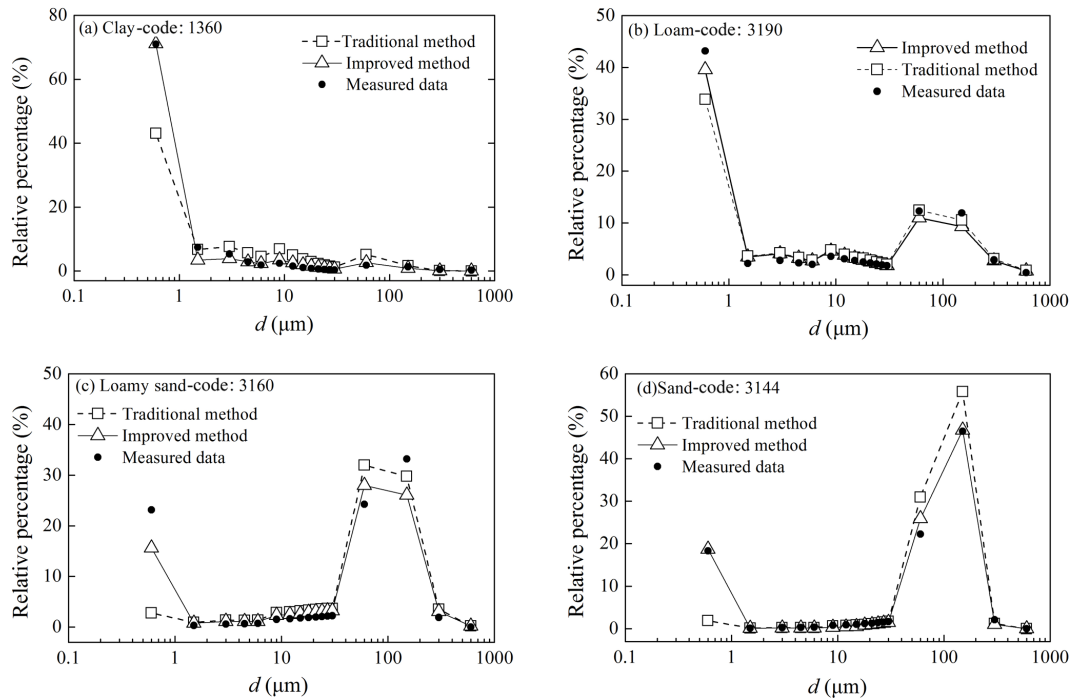 (a) Clay-code: 1360
Traditional method
Improved method
Measured data
Relative percentage (%)
80
60
40
20
0
0.1 1 10 100 1000
d (μm)
(b) Loam-code: 3190
Improved method
Traditional method
Measured data
Relative percentage (%)
50
40
30
20
10
0
0.1 1 10 100 1000
d (μm)
(c) Loamy sand-code: 3160
Traditional method
Improved method
Measured data
Relative percentage (%)
50
40
30
20
10
0
0.1 1 10 100 1000
d (μm)
(d)Sand-code: 3144
Traditional method
Improved method
Measured data
Relative percentage (%)
60
50
40
30
20
10
0
0.1 1 10 100 1000
d (μm)